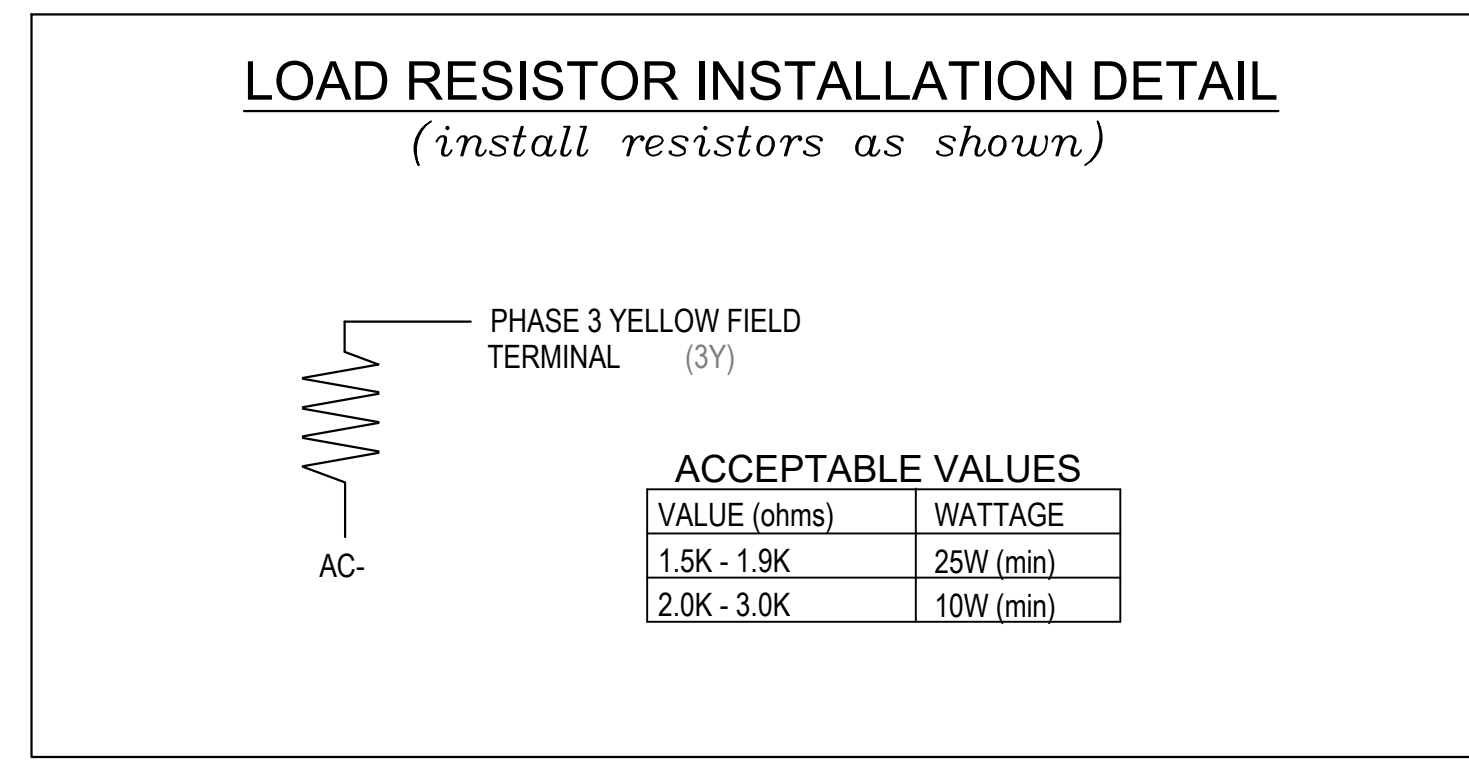 LOAD RESISTOR INSTALLATION DETAIL
(install resistors as shown)
PHASE 3 YELLOW FIELD
TERMINAL (3Y)
AC-
ACCEPTABLE VALUES
VALUE (ohms) WATTAGE
1.5K - 1.9K 25W (min)
2.0K - 3.0K 10W (min)